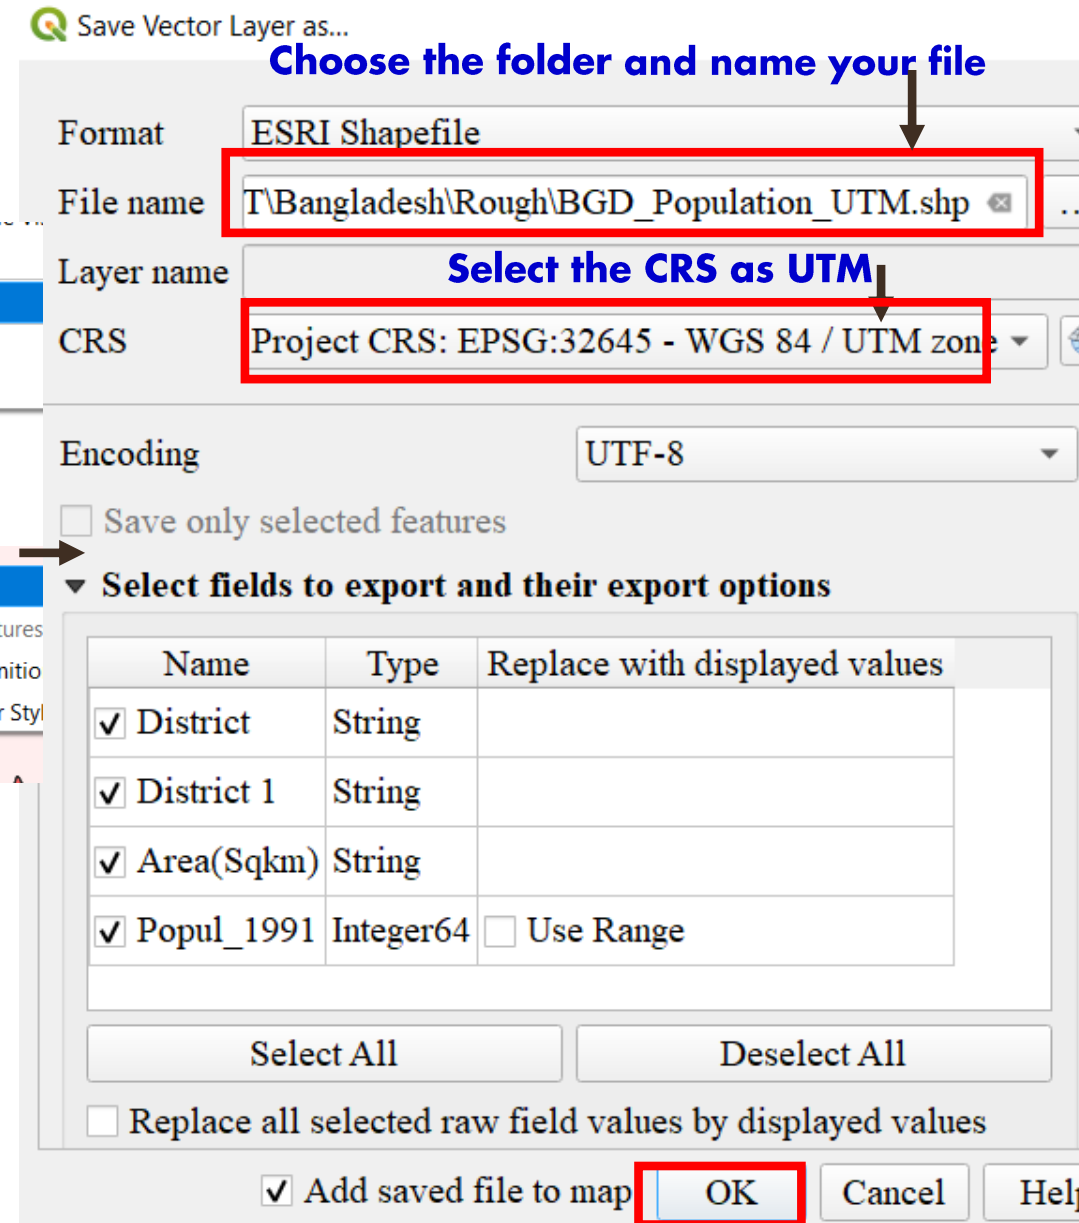 Save Vector Layer as...
Choose the folder and name your file
Format ESRI Shapefile
File name T\Bangladesh\Rough\BGD_Population_UTM.shp ...
Layer name Select the CRS as UTM
CRS Project CRS: EPSG:32645 - WGS 84 / UTM zone
Encoding UTF-8
Save only selected features
Select fields to export and their export options
Name Type Replace with displayed values
District String
District 1 String
Area(Sqkm) String
Popul_1991 Integer64 Use Range
Select All Deselect All
Replace all selected raw field values by displayed values
Add saved file to map OK Cancel Help